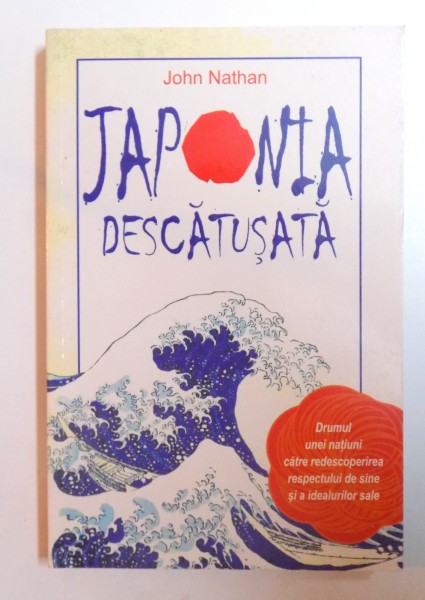 John Nathan
JAPONIA
DESCĂTUȘATĂ
Drumul
unei națiuni
către redescoperirea
respectului de sine
și a idealurilor sale